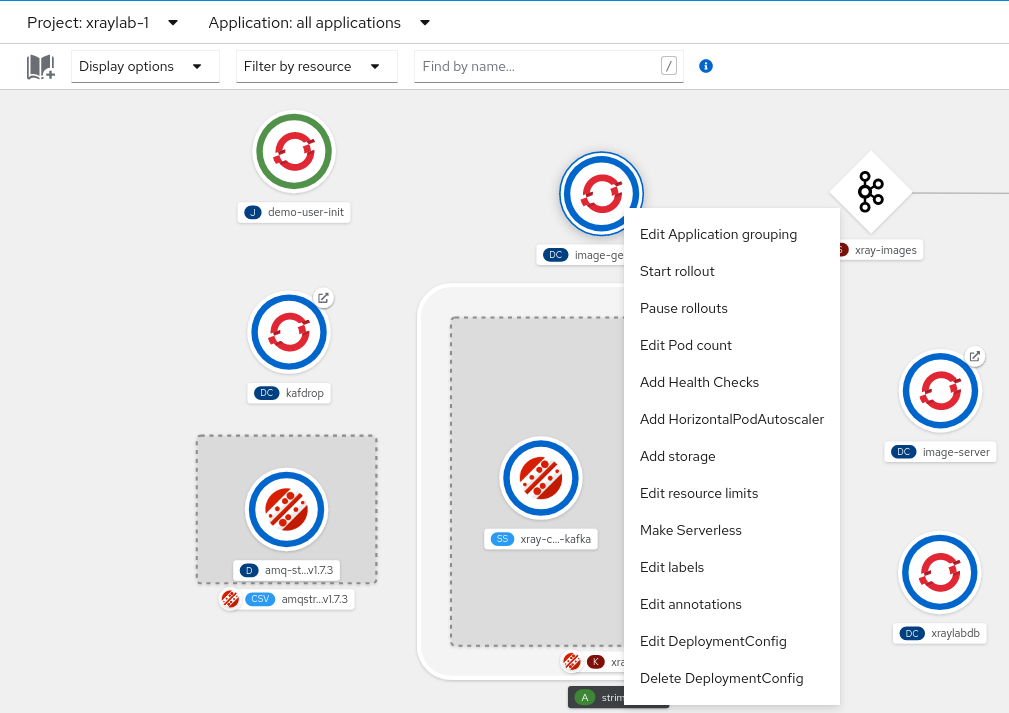 Project: xraylab-1
Application: all applications
Display options
Filter by resource
Find by name...
/
J demo-user-init
DC image-ge
xray-images
DC kafdrop
D amq-st...v1.7.3
CSV amqstr...v1.7.3
SS xray-c...-kafka
K xra
A strim
Edit Application grouping
Start rollout
Pause rollouts
Edit Pod count
Add Health Checks
Add HorizontalPodAutoscaler
Add storage
Edit resource limits
Make Serverless
Edit labels
Edit annotations
Edit DeploymentConfig
Delete DeploymentConfig
DC image-server
DC xraylabdb